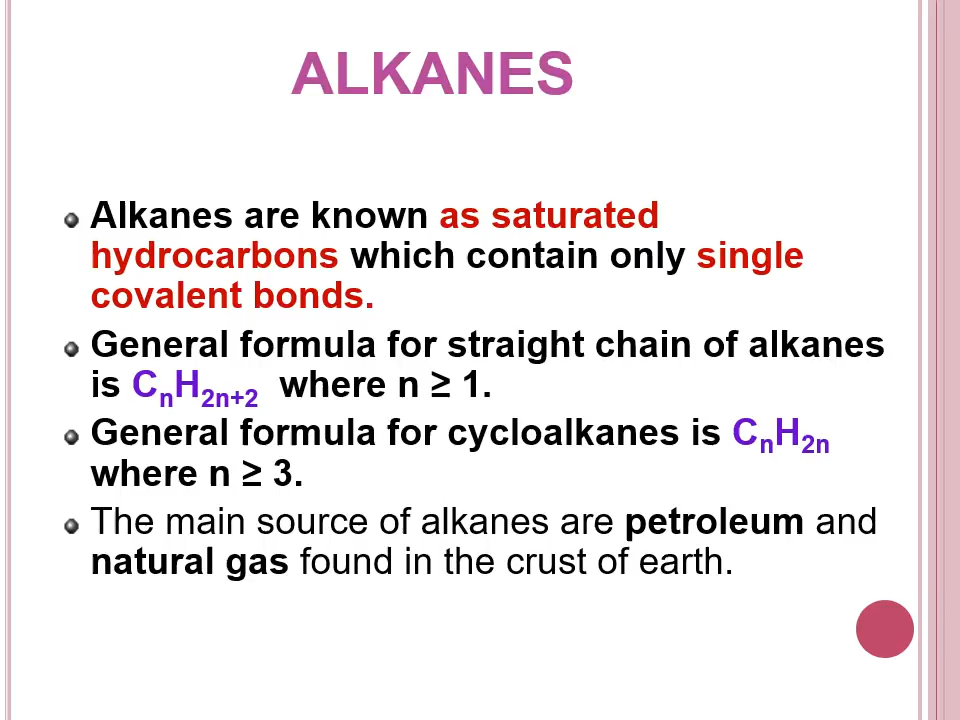 ALKANES
Alkanes are known as saturated
hydrocarbons which contain only single
covalent bonds.
General formula for straight chain of alkanes
is CₙH₂ₙ₊₂ where n ≥ 1.
General formula for cycloalkanes is CₙH₂ₙ
where n ≥ 3.
The main source of alkanes are petroleum and
natural gas found in the crust of earth.